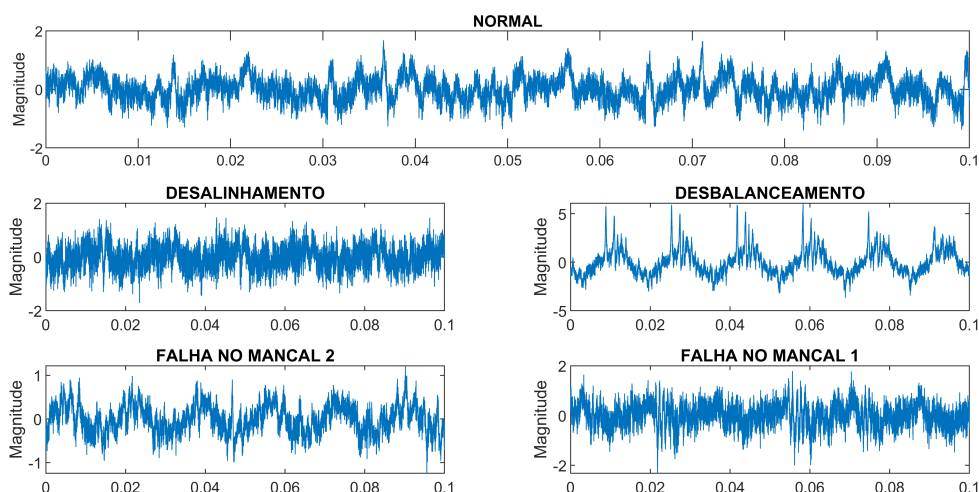 NORMAL
Magnitude
2
0
-2
0 0.01 0.02 0.03 0.04 0.05 0.06 0.07 0.08 0.09 0.1
DESALINHAMENTO
Magnitude
2
0
-2
0 0.02 0.04 0.06 0.08 0.1
DESBALANCEAMENTO
Magnitude
5
0
-5
0 0.02 0.04 0.06 0.08 0.1
FALHA NO MANCAL 2
Magnitude
1
0
-1
0 0.02 0.04 0.06 0.08 0.1
FALHA NO MANCAL 1
Magnitude
2
0
-2
0 0.02 0.04 0.06 0.08 0.1